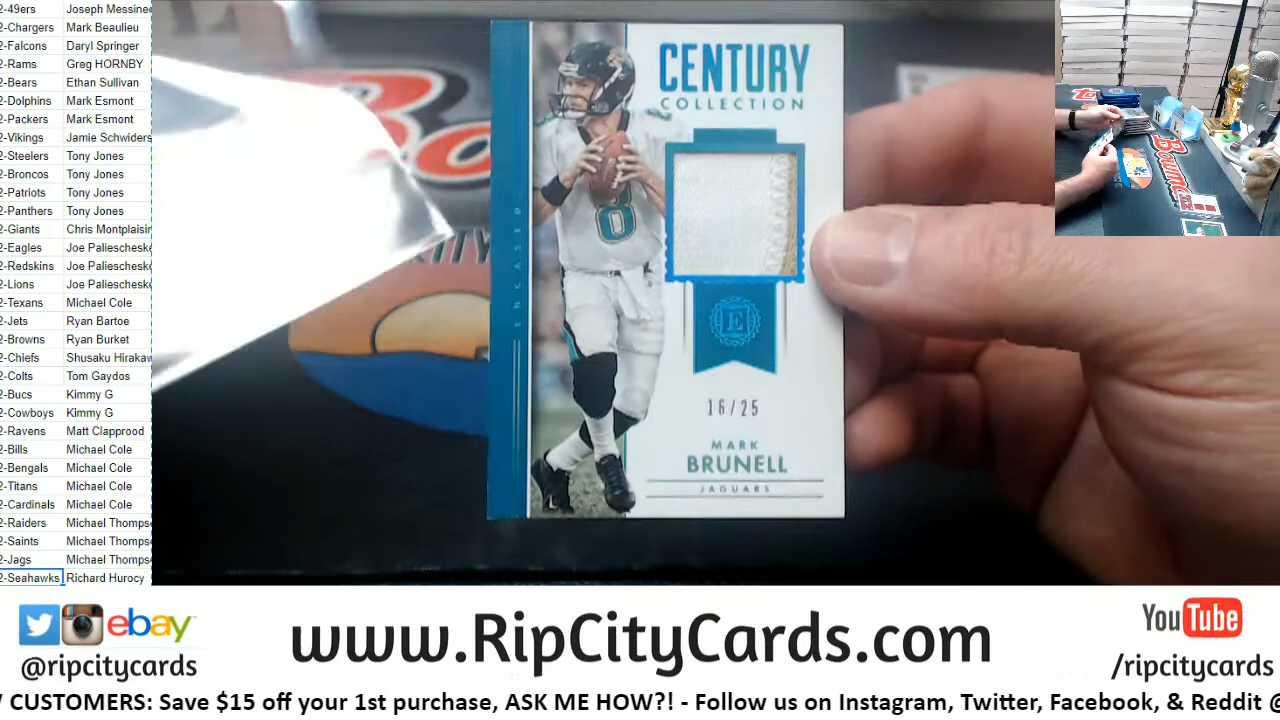 2-49ers Joseph Messine
2-Chargers Mark Beaulieu
2-Falcons Daryl Springer
2-Rams Greg HORNBY
2-Bears Ethan Sullivan
2-Dolphins Mark Esmont
2-Packers Mark Esmont
2-Vikings Jamie Schwiders
2-Steelers Tony Jones
2-Broncos Tony Jones
2-Patriots Tony Jones
2-Panthers Tony Jones
2-Giants Chris Montplaisir
2-Eagles Joe Palieschesk
2-Redskins Joe Palieschesk
2-Lions Joe Palieschesk
2-Texans Michael Cole
2-Jets Ryan Bartoe
2-Browns Ryan Burket
2-Chiefs Shusaku Hirakaw
2-Colts Tom Gaydos
2-Bucs Kimmy G
2-Cowboys Kimmy G
2-Ravens Matt Clapprood
2-Bills Michael Cole
2-Bengals Michael Cole
2-Titans Michael Cole
2-Cardinals Michael Cole
2-Raiders Michael Thomps
2-Saints Michael Thomps
2-Jags Michael Thomps
2-Seahawks Richard Hurocy
ENCASED
8
CENTURY
COLLECTION
E
16/25
MARK
BRUNELL
JAGUARS
ebay
@ripcitycards
www.RipCityCards.com
YouTube
/ripcitycards
CUSTOMERS: Save $15 off your 1st purchase, ASK ME HOW?! - Follow us on Instagram, Twitter, Facebook, & Reddit @